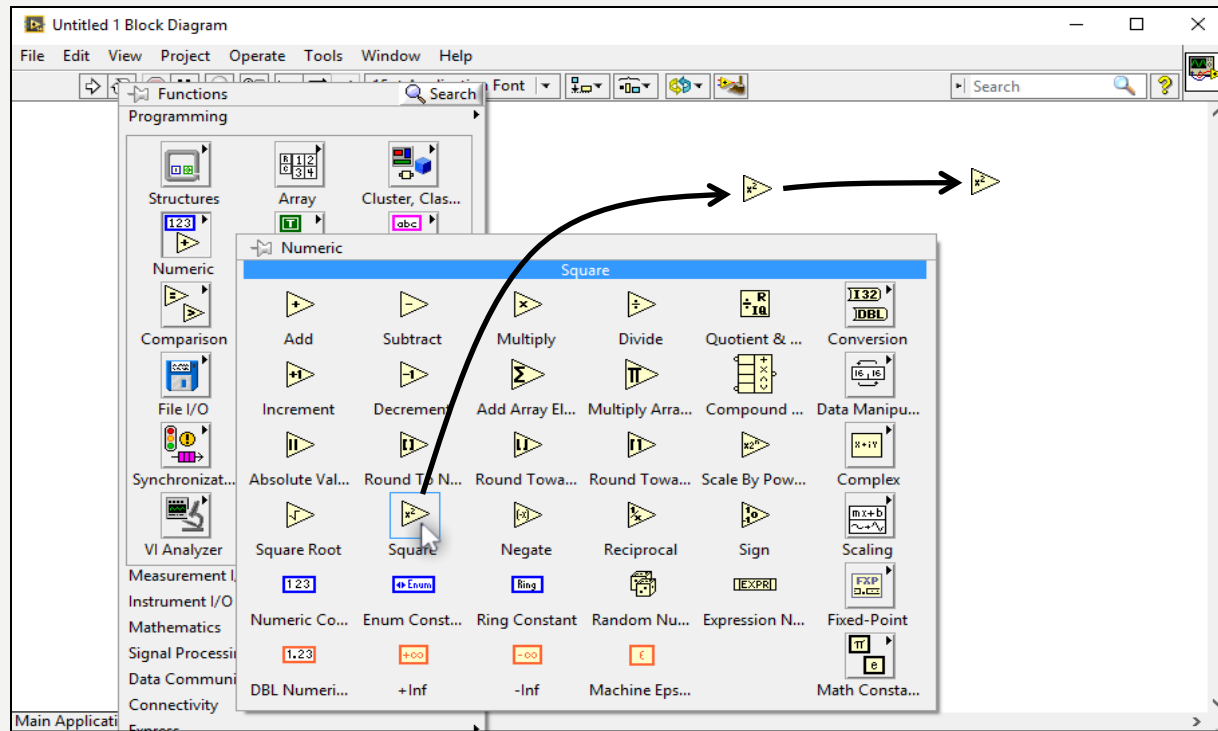 Untitled 1 Block Diagram
File Edit View Project Operate Tools Window Help
Font Search
Functions Search
Programming
Structures Array Cluster, Clas...
Numeric
Comparison
File I/O
Synchronizat...
VI Analyzer
Measurement I
Instrument I/O
Mathematics
Signal Processi
Data Communi
Connectivity
Express
Main Applicati
Numeric
Square
Add Subtract Multiply Divide Quotient & ... Conversion
Increment Decrement Add Array El... Multiply Arra... Compound ... Data Manipu...
Absolute Val... Round To N... Round Towa... Round Towa... Scale By Pow... Complex
Square Root Square Negate Reciprocal Sign Scaling
Numeric Co... Enum Const... Ring Constant Random Nu... Expression N... Fixed-Point
DBL Numeri... +Inf -Inf Machine Eps... Math Consta...